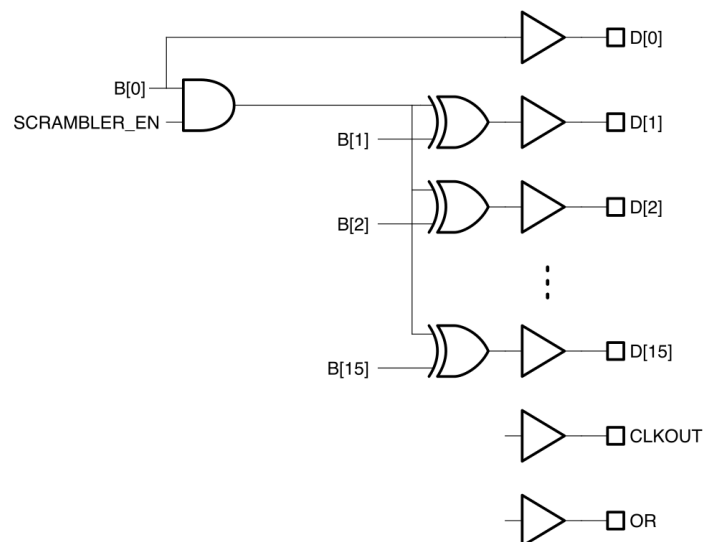 D[0]
B[0]
SCRAMBLER_EN
D[1]
B[1]
D[2]
B[2]
D[15]
B[15]
CLKOUT
OR